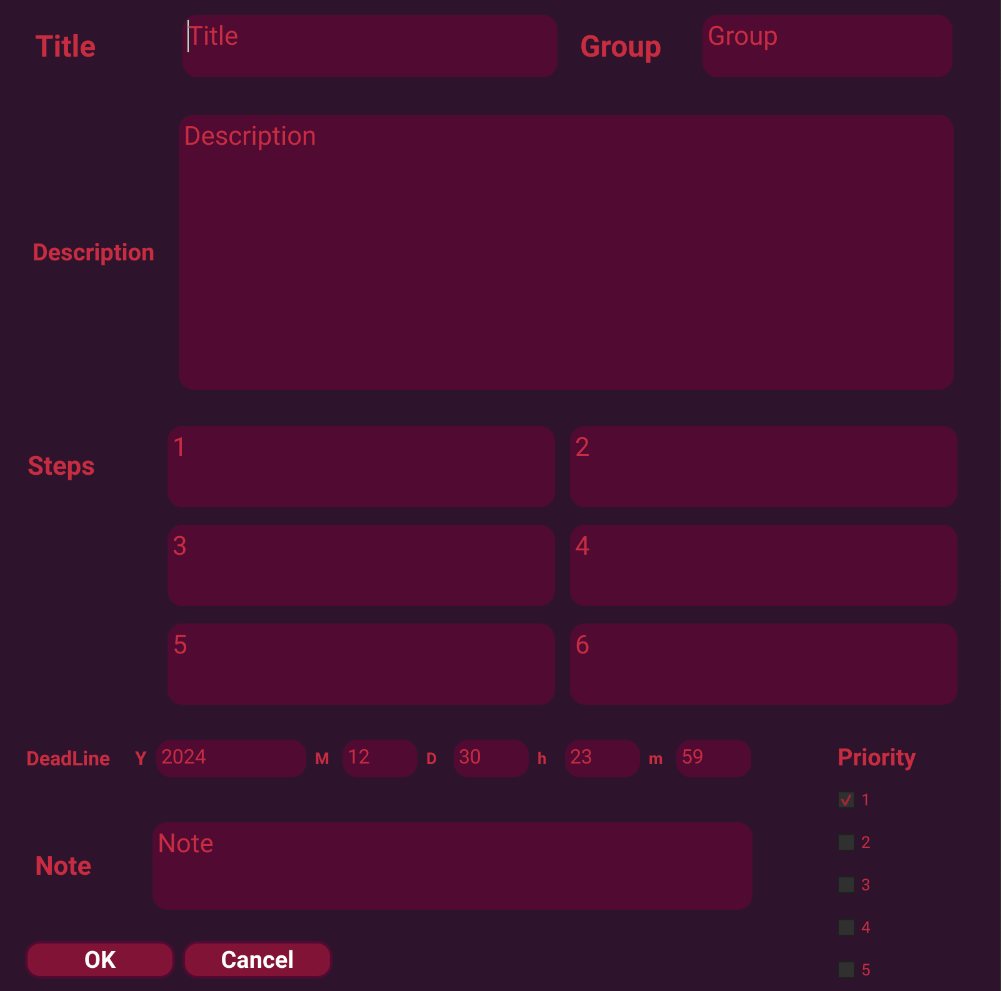 Title Title Group Group
Description
Description
Steps 1 2
3 4
5 6
DeadLine Y 2024 M 12 D 30 h 23 m 59 Priority
1
2
Note Note
3
4
OK Cancel
5